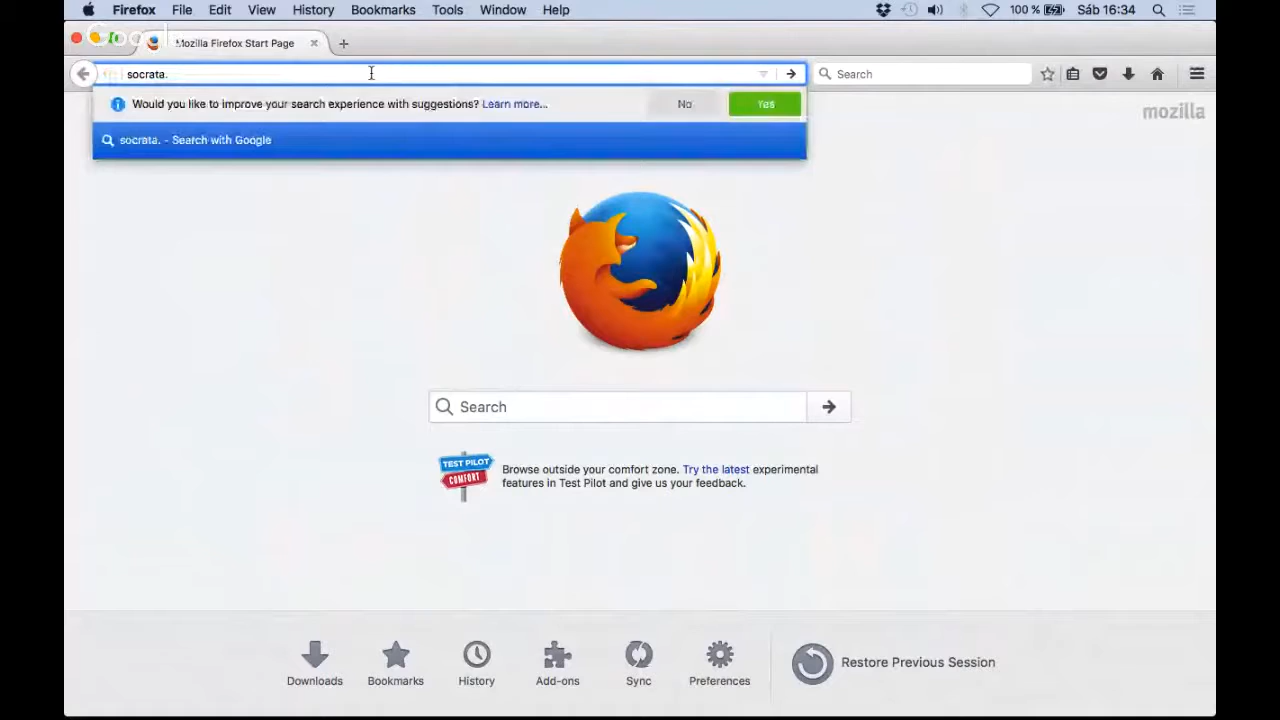 Firefox File Edit View History Bookmarks Tools Window Help 100 % Sáb 16:34
Mozilla Firefox Start Page
socrata.
Search
Would you like to improve your search experience with suggestions? Learn more... No Yes
socrata. - Search with Google
mozilla
Search
TEST PILOT
COMFORT
Browse outside your comfort zone. Try the latest experimental
features in Test Pilot and give us your feedback.
Downloads Bookmarks History Add-ons Sync Preferences Restore Previous Session